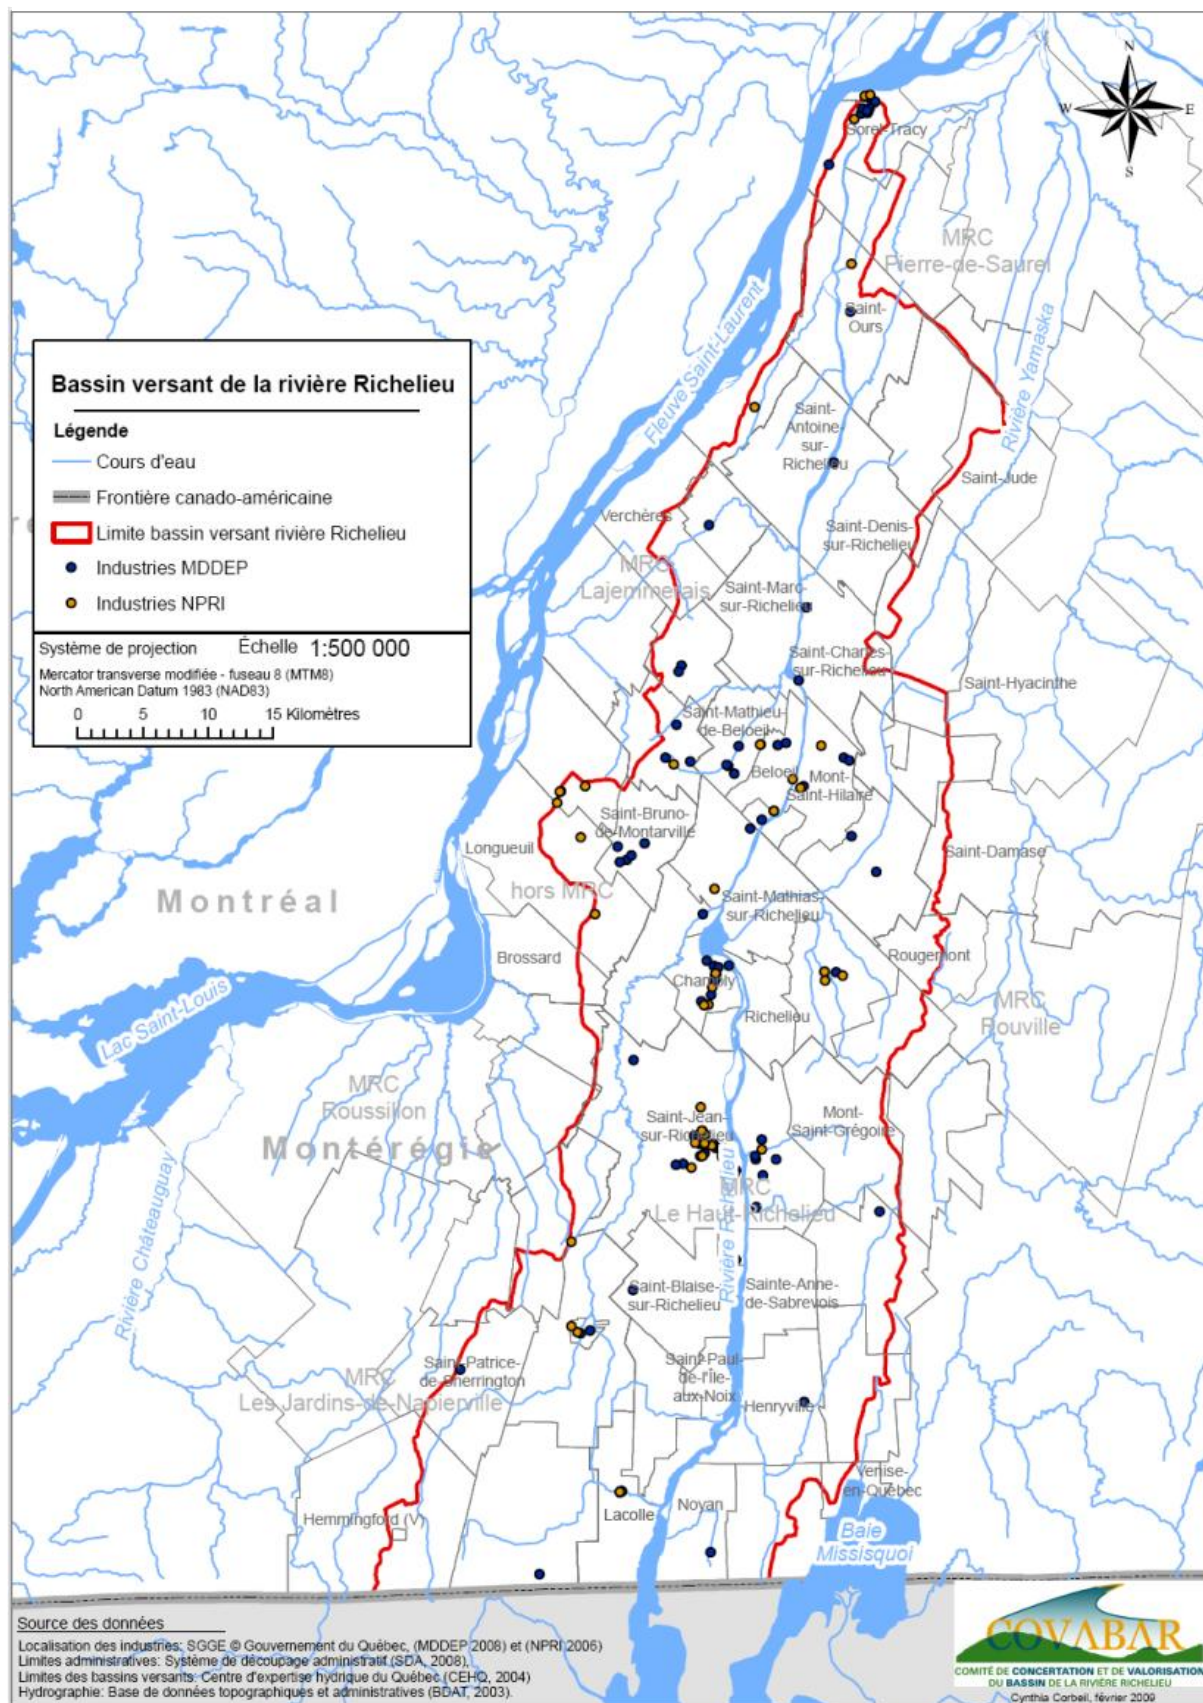 N
W
E
S
Sorel-Tracy
MRC
Pierre-de-Saurel
Saint-
Ours
Fleuve Saint-Laurent
Rivière Yamaska
Bassin versant de la rivière Richelieu
Légende
Cours d'eau
Frontière canado-américaine
Limite bassin versant rivière Richelieu
Industries MDDEP
Industries NPRI
Système de projection Échelle 1:500 000
Mercator transverse modifiée - fuseau 8 (MTM8)
North American Datum 1983 (NAD83)
0 5 10 15 Kilomètres
Saint-
Antoine-
sur-
Richelieu
Saint-Jude
Verchères
Saint-Denis-
sur-Richelieu
MRC
Lajemmerais
Saint-Marc-
sur-Richelieu
Saint-Charles-
sur-Richelieu
Saint-Hyacinthe
Saint-Mathieu-
de-Beloeil
Beloeil
Mont-
Saint-Hilaire
Saint-Bruno-
de-Montarville
Longueuil
Saint-Damase
Montréal
hors MRC
Saint-Mathias-
sur-Richelieu
Brossard
Rougemont
Chambly
Lac Saint-Louis
Richelieu
MRC
Rouville
MRC
Roussillon
Saint-Jean-
sur-Richelieu
Mont-
Saint-Grégoire
Montérégie
MRC
Le Haut-Richelieu
Rivière Richelieu
Rivière Châteauguay
Saint-Blaise-
sur-Richelieu
Sainte-Anne-
de-Sabrevois
Saint-Patrice-
de-Sherrington
MRC
Les Jardins-de-Napierville
Saint-Paul-
de-l'Île-
aux-Noix
Henryville
Venise-
en-Québec
Hemmingford (V)
Lacolle
Noyan
Baie
Missisquoi
Source des données
Localisation des industries: SGGE © Gouvernement du Québec, (MDDEP 2008) et (NPRI 2006)
Limites administratives: Système de découpage administratif (SDA, 2008),
Limites des bassins versants: Centre d'expertise hydrique du Québec (CEHQ, 2004)
Hydrographie: Base de données topographiques et administratives (BDAT, 2003).
COVABAR
COMITÉ DE CONCERTATION ET DE VALORISATION
DU BASSIN DE LA RIVIÈRE RICHELIEU
Cynthia Corbeil, février 2009